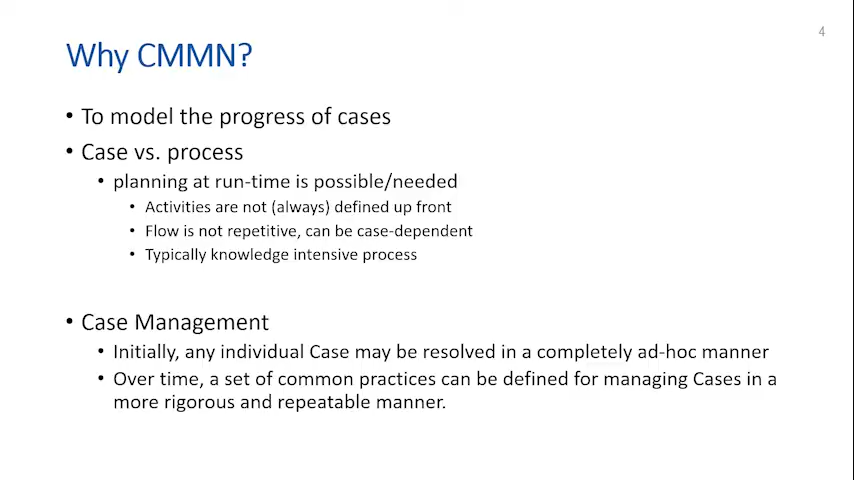 4
Why CMMN?
• To model the progress of cases
• Case vs. process
• planning at run-time is possible/needed
• Activities are not (always) defined up front
• Flow is not repetitive, can be case-dependent
• Typically knowledge intensive process
• Case Management
• Initially, any individual Case may be resolved in a completely ad-hoc manner
• Over time, a set of common practices can be defined for managing Cases in a
more rigorous and repeatable manner.